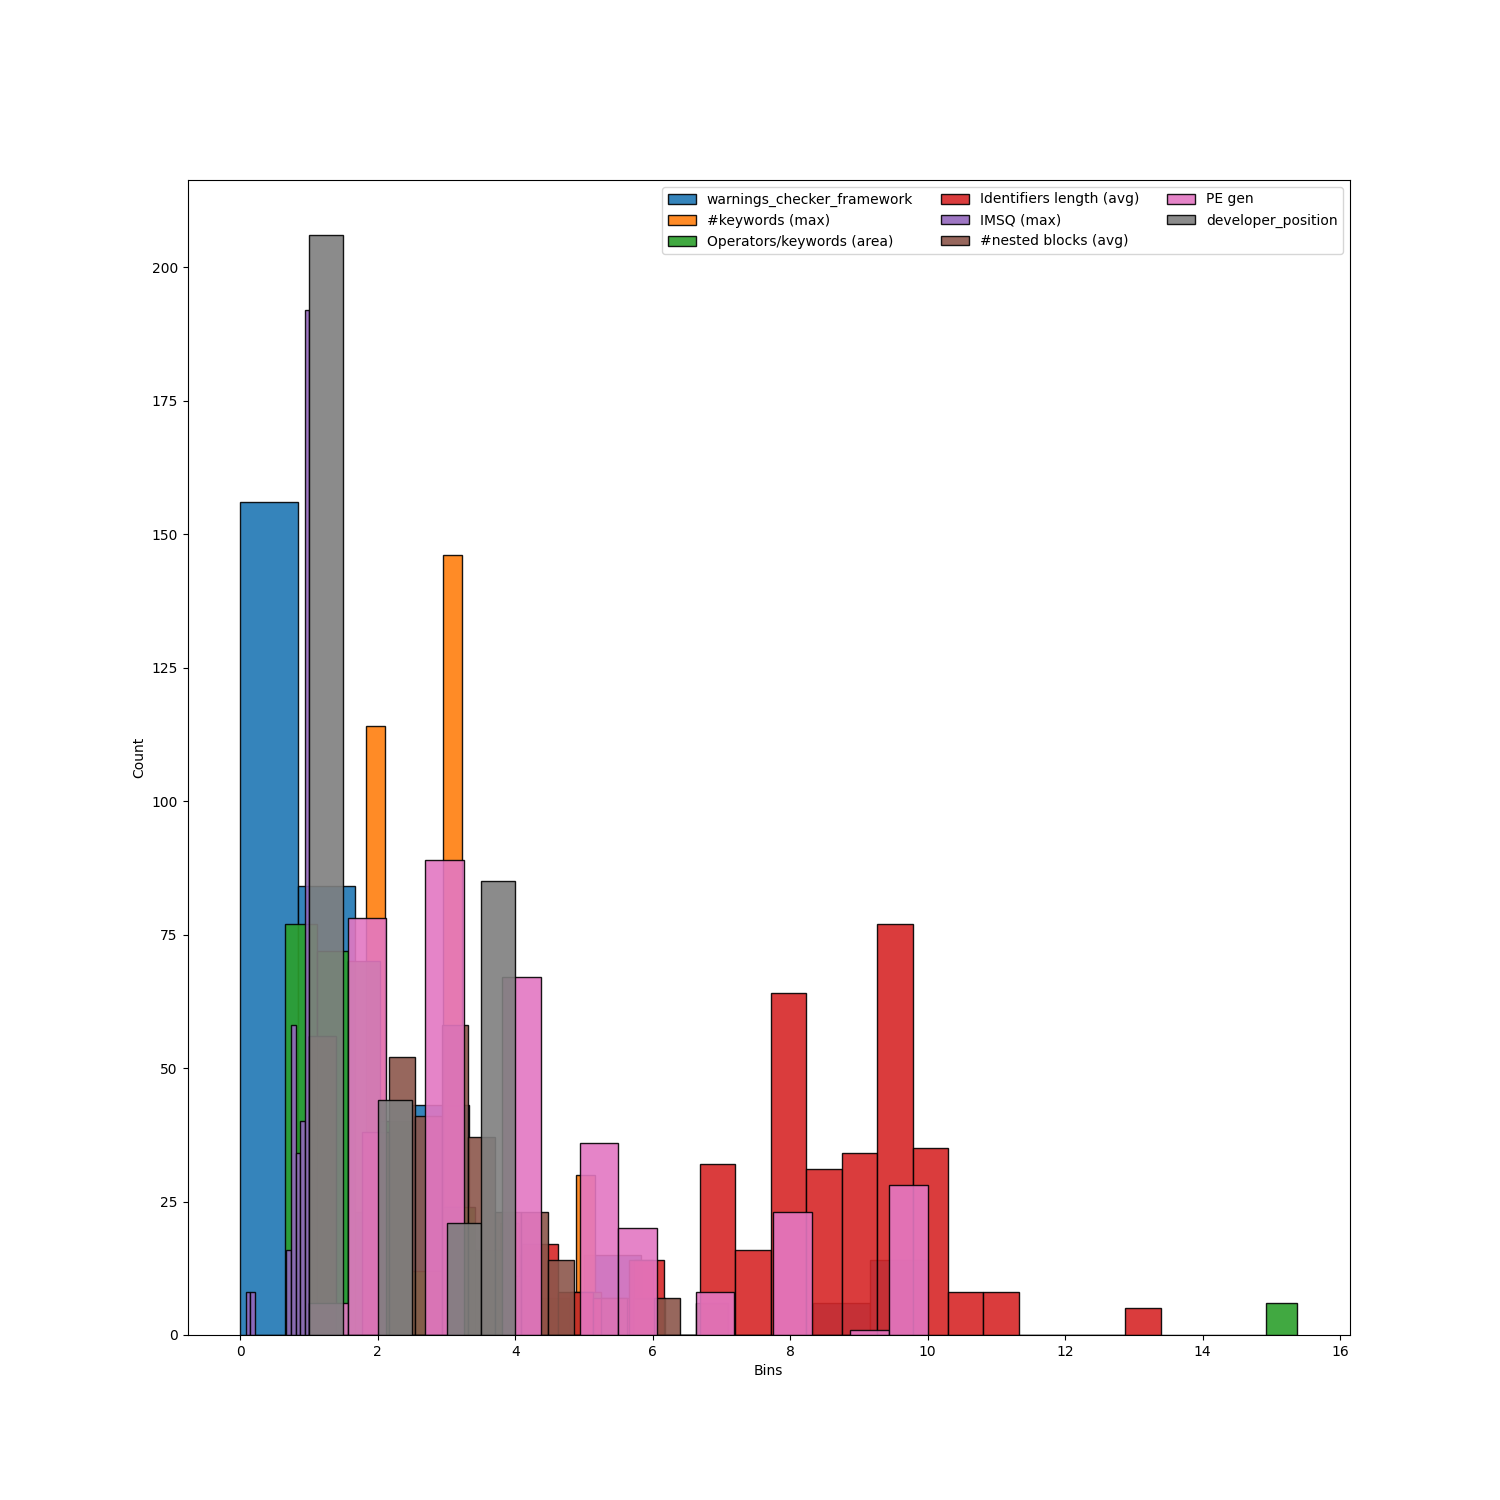 warnings_checker_framework
#keywords (max)
Operators/keywords (area)
Identifiers length (avg)
IMSQ (max)
#nested blocks (avg)
PE gen
developer_position
200
175
150
125
100
75
50
25
0
Count
0 2 4 6 8 10 12 14 16
Bins